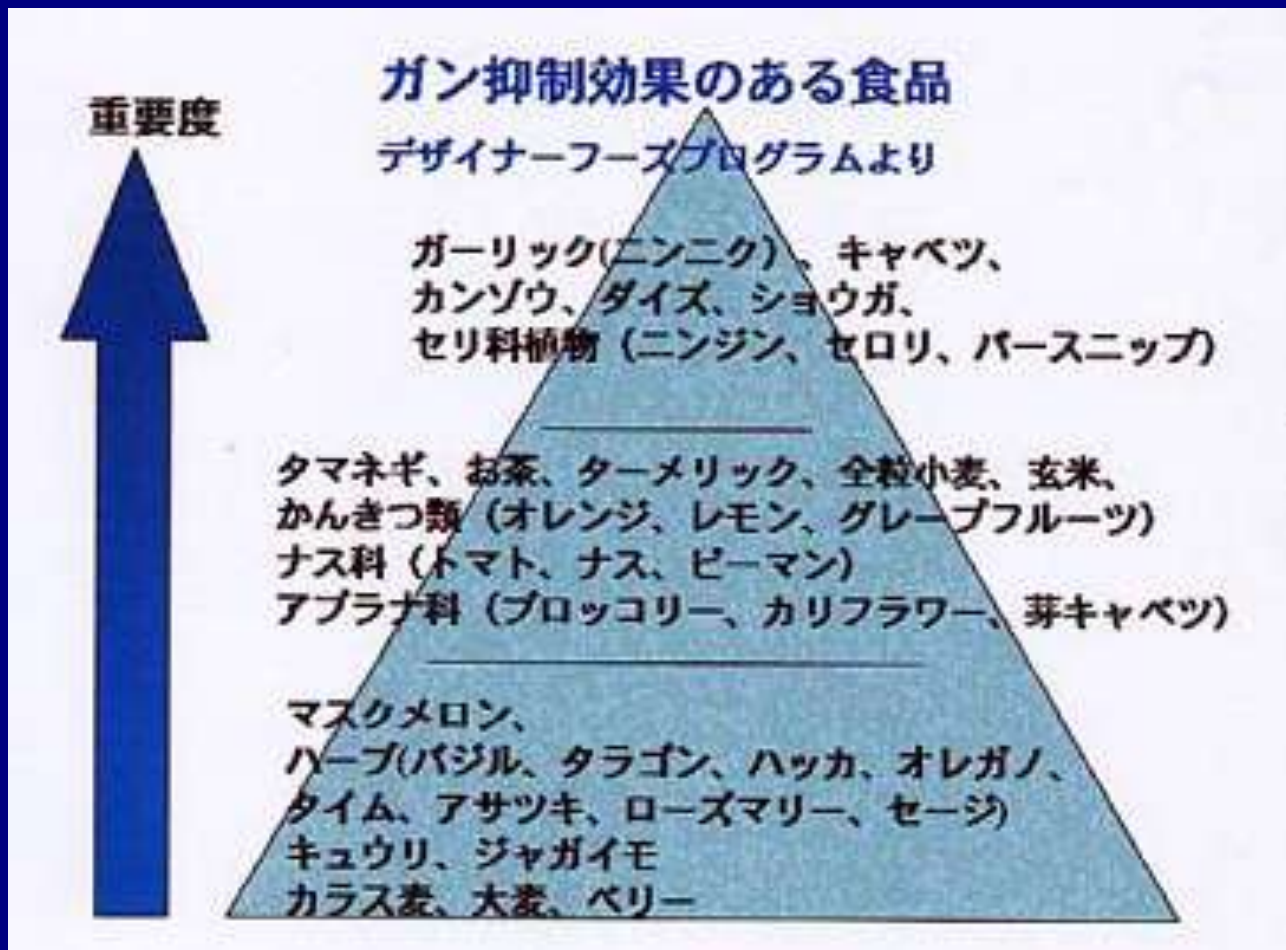 ガン抑制効果のある食品
重要度
デザイナーフーズプログラムより
ガーリック(ニンニク)、キャベツ、
カンゾウ、ダイズ、ショウガ、
セリ科植物(ニンジン、セロリ、パースニップ)
タマネギ、お茶、ターメリック、全粒小麦、玄米、
かんきつ類(オレンジ、レモン、グレープフルーツ)
ナス科(トマト、ナス、ピーマン)
アブラナ科(ブロッコリー、カリフラワー、芽キャベツ)
マスクメロン、
ハーブ(バジル、タラゴン、ハッカ、オレガノ、
タイム、アサツキ、ローズマリー、セージ)
キュウリ、ジャガイモ
カラス麦、大麦、ベリー